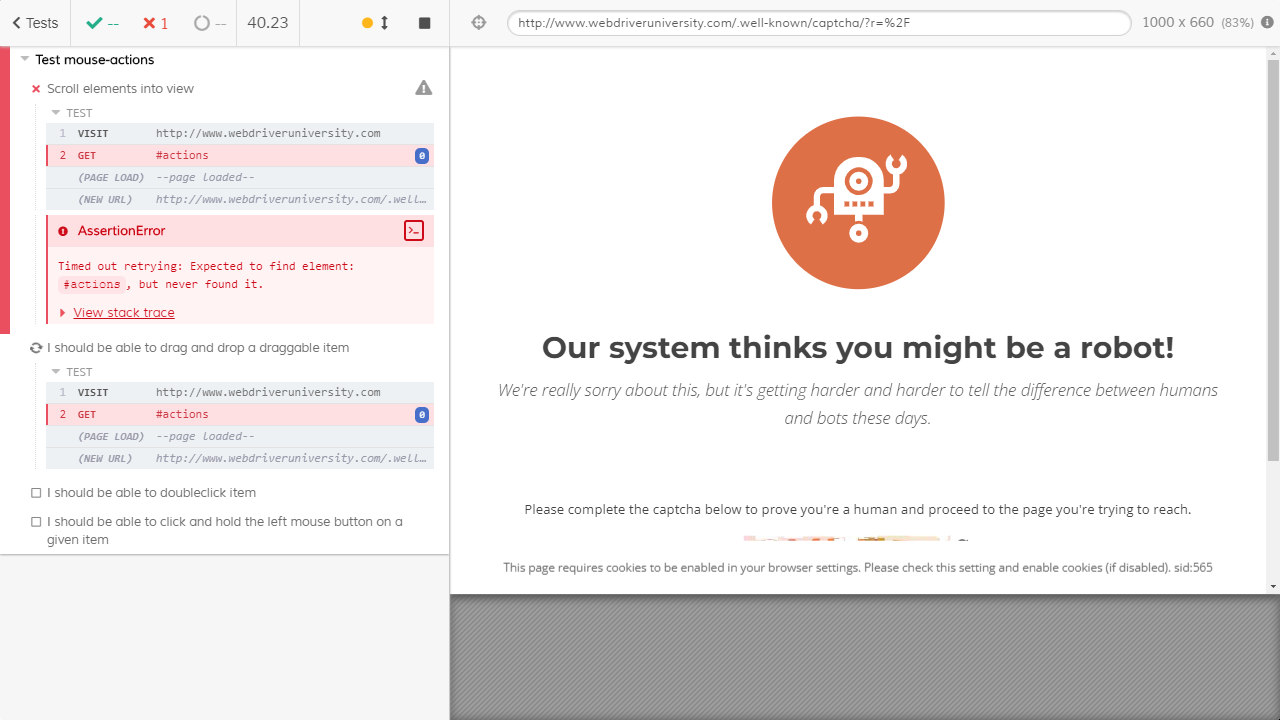 Tests
--
1
--
40.23
http://www.webdriveruniversity.com/.well-known/captcha/?r=%2F
1000 x 660 (83%)
Test mouse-actions
Scroll elements into view
TEST
1 VISIT http://www.webdriveruniversity.com
2 GET #actions 0
(PAGE LOAD) --page loaded--
(NEW URL) http://www.webdriveruniversity.com/.well…
AssertionError
Timed out retrying: Expected to find element:
#actions, but never found it.
View stack trace
I should be able to drag and drop a draggable item
TEST
1 VISIT http://www.webdriveruniversity.com
2 GET #actions 0
(PAGE LOAD) --page loaded--
(NEW URL) http://www.webdriveruniversity.com/.well…
I should be able to doubleclick item
I should be able to click and hold the left mouse button on a
given item
Our system thinks you might be a robot!
We're really sorry about this, but it's getting harder and harder to tell the difference between humans
and bots these days.
Please complete the captcha below to prove you're a human and proceed to the page you're trying to reach.
This page requires cookies to be enabled in your browser settings. Please check this setting and enable cookies (if disabled). sid:565